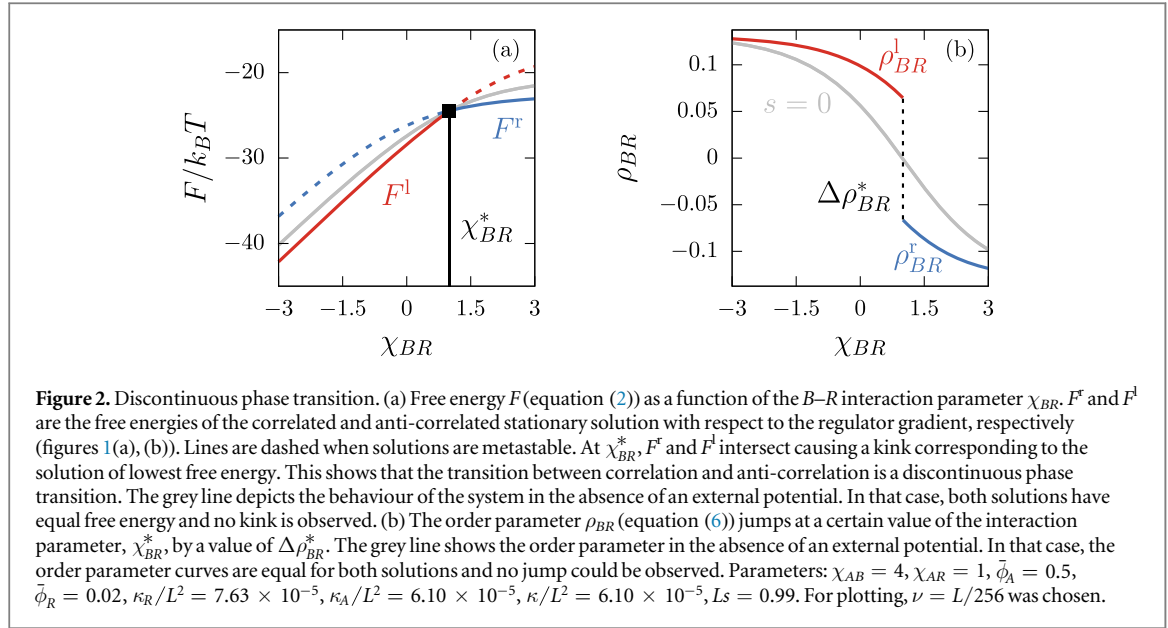 (a)
−20
−30
−40
F/k_BT
F^r
F^l
χ*_BR
−3 −1.5 0 1.5 3
χ_BR
(b)
0.1
0.05
0
−0.05
−0.1
ρ_BR
ρ^l_BR
s = 0
Δρ*_BR
ρ^r_BR
−3 −1.5 0 1.5 3
χ_BR
Figure 2. Discontinuous phase transition. (a) Free energy F (equation (2)) as a function of the B–R interaction parameter χ_BR. F^r and F^l
are the free energies of the correlated and anti-correlated stationary solution with respect to the regulator gradient, respectively
(figures 1(a), (b)). Lines are dashed when solutions are metastable. At χ*_BR, F^r and F^l intersect causing a kink corresponding to the
solution of lowest free energy. This shows that the transition between correlation and anti-correlation is a discontinuous phase
transition. The grey line depicts the behaviour of the system in the absence of an external potential. In that case, both solutions have
equal free energy and no kink is observed. (b) The order parameter ρ_BR (equation (6)) jumps at a certain value of the interaction
parameter, χ*_BR, by a value of Δρ*_BR. The grey line shows the order parameter in the absence of an external potential. In that case, the
order parameter curves are equal for both solutions and no jump could be observed. Parameters: χ_AB = 4, χ_AR = 1, φ̄_A = 0.5,
φ̄_R = 0.02, κ_R/L² = 7.63 × 10⁻⁵, κ_A/L² = 6.10 × 10⁻⁵, κ/L² = 6.10 × 10⁻⁵, Ls = 0.99. For plotting, ν = L/256 was chosen.